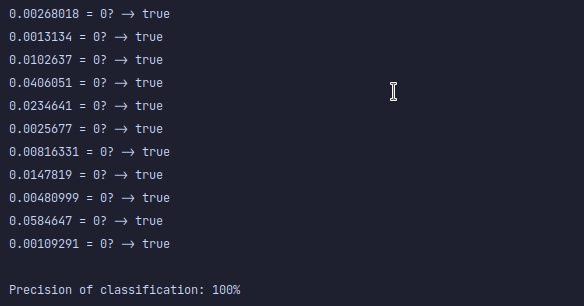 0.00268018 = 0? → true
0.0013134 = 0? → true
0.0102637 = 0? → true
0.0406051 = 0? → true
0.0234641 = 0? → true
0.0025677 = 0? → true
0.00816331 = 0? → true
0.0147819 = 0? → true
0.00480999 = 0? → true
0.0584647 = 0? → true
0.00109291 = 0? → true
Precision of classification: 100%